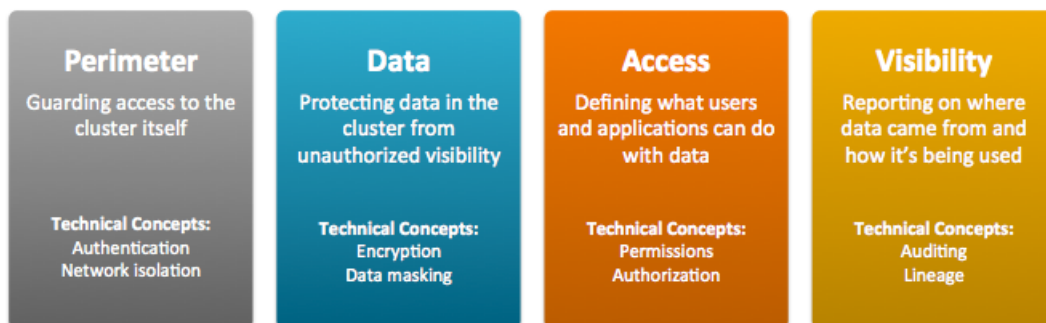 Perimeter
Guarding access to the
cluster itself
Technical Concepts:
Authentication
Network isolation
Data
Protecting data in the
cluster from
unauthorized visibility
Technical Concepts:
Encryption
Data masking
Access
Defining what users
and applications can do
with data
Technical Concepts:
Permissions
Authorization
Visibility
Reporting on where
data came from and
how it’s being used
Technical Concepts:
Auditing
Lineage